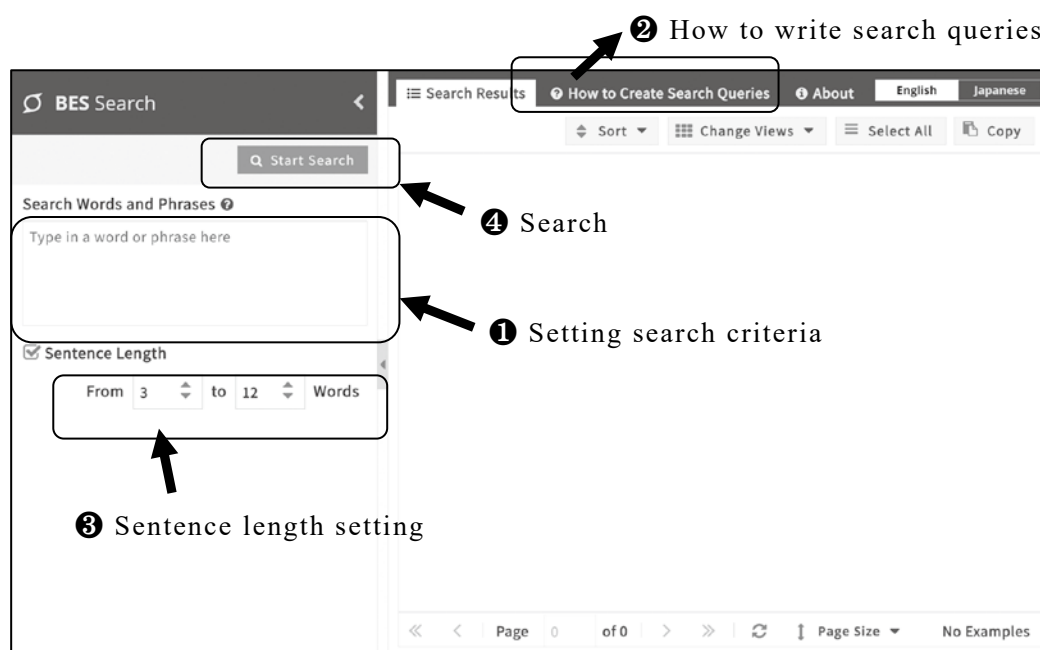 ❷ How to write search queries
BES Search
Search Results How to Create Search Queries About English Japanese
Sort Change Views Select All Copy
Start Search
Search Words and Phrases
Type in a word or phrase here
❹ Search
❶ Setting search criteria
Sentence Length
From 3 to 12 Words
❸ Sentence length setting
Page 0 of 0 Page Size No Examples